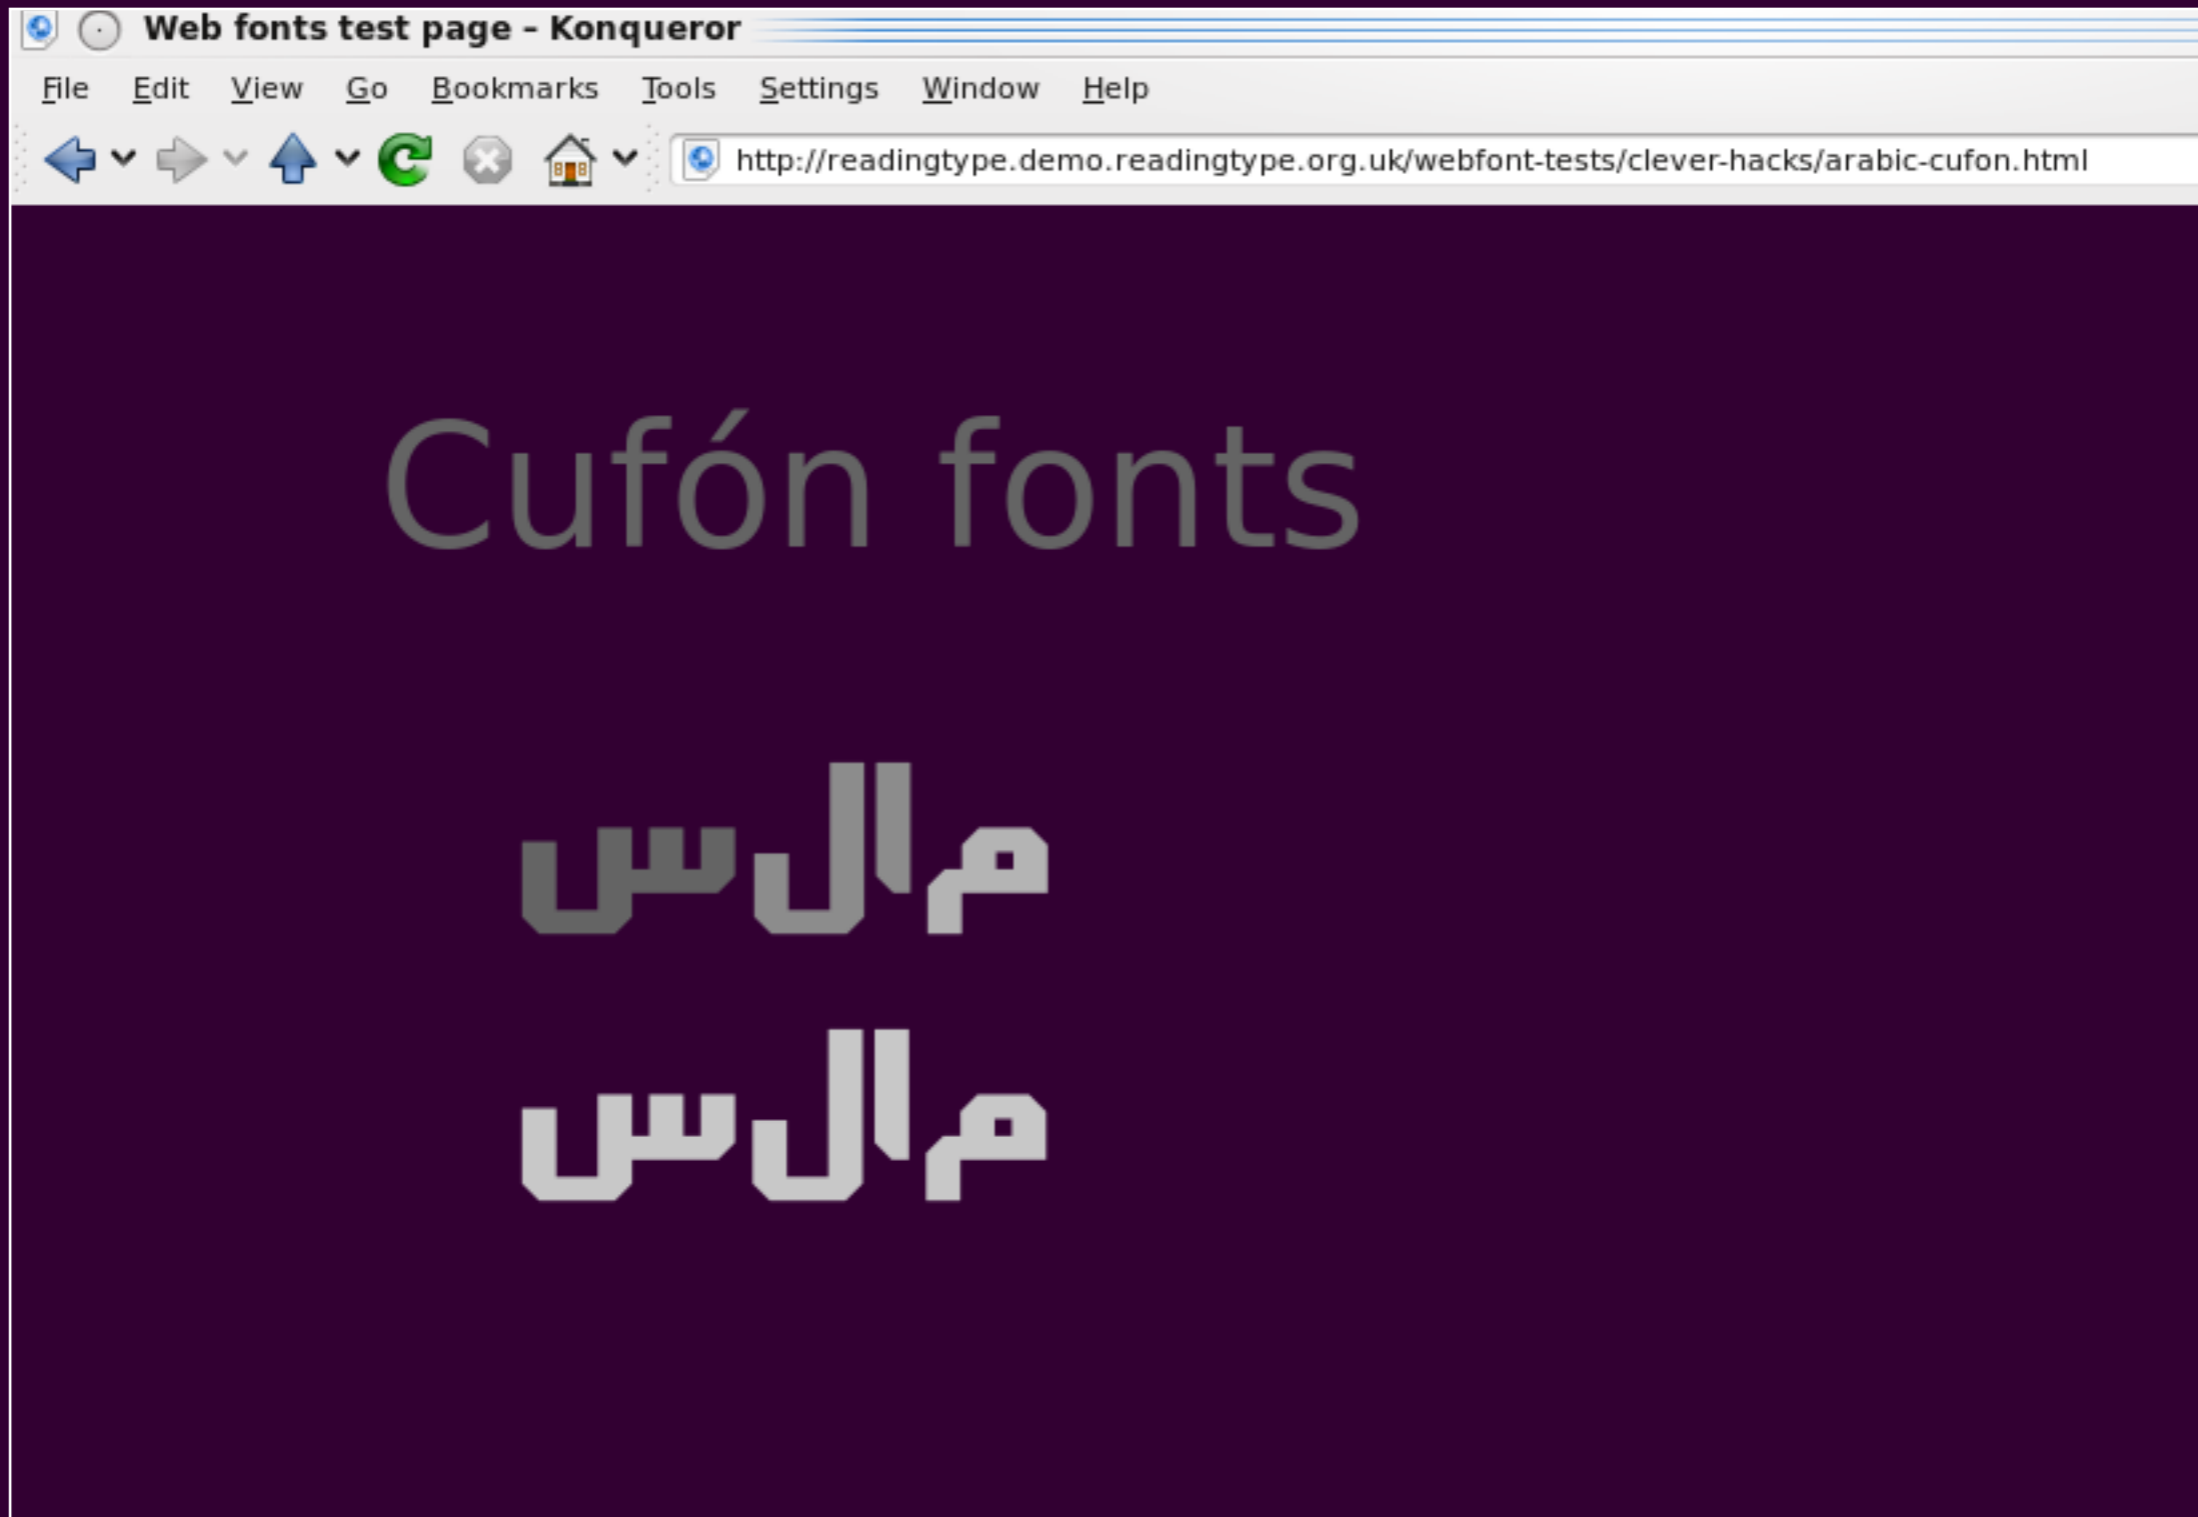 Web fonts test page – Konqueror
File Edit View Go Bookmarks Tools Settings Window Help
http://readingtype.demo.readingtype.org.uk/webfont-tests/clever-hacks/arabic-cufon.html
Cufón fonts
مالس
مالس